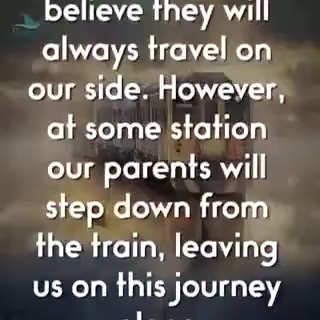 believe they will
always travel on
our side. However,
at some station
our parents will
step down from
the train, leaving
us on this journey